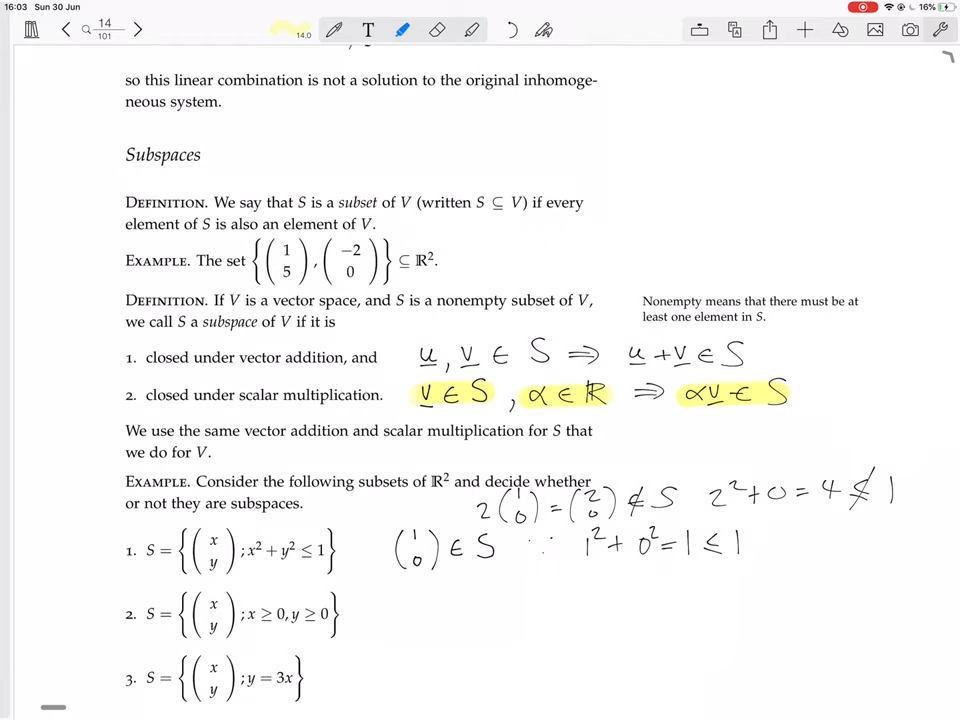 16:03 Sun 30 Jun
16%
14
101
14.0
T
so this linear combination is not a solution to the original inhomoge-
neous system.
Subspaces
DEFINITION. We say that S is a subset of V (written S ⊆ V) if every
element of S is also an element of V.
EXAMPLE. The set {(1 5), (−2 0)} ⊆ ℝ².
DEFINITION. If V is a vector space, and S is a nonempty subset of V,
we call S a subspace of V if it is
Nonempty means that there must be at
least one element in S.
1. closed under vector addition, and u, v ∈ S ⇒ u + v ∈ S
2. closed under scalar multiplication. v ∈ S, α ∈ ℝ ⇒ αv ∈ S
We use the same vector addition and scalar multiplication for S that
we do for V.
EXAMPLE. Consider the following subsets of ℝ² and decide whether
or not they are subspaces.
2(1 0) = (2 0) ∉ S 2² + 0 = 4 ≰ 1
1. S = {(x y); x² + y² ≤ 1} (1 0) ∈ S ∵ 1² + 0² = 1 ≤ 1
2. S = {(x y); x ≥ 0, y ≥ 0}
3. S = {(x y); y = 3x}